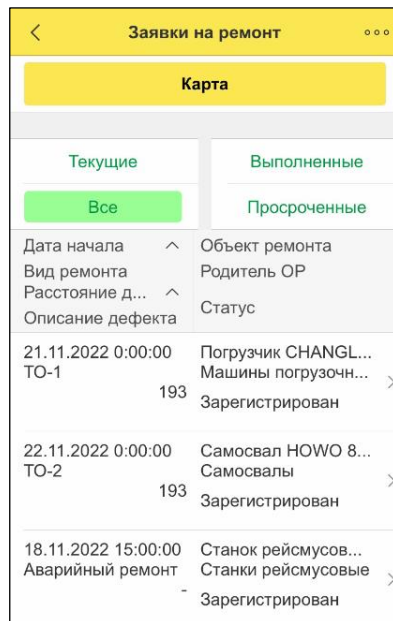 Заявки на ремонт
Карта
Текущие Выполненные
Все Просроченные
Дата начала Объект ремонта
Вид ремонта Родитель ОР
Расстояние д...
Статус
Описание дефекта
21.11.2022 0:00:00 Погрузчик CHANGL...
ТО-1 Машины погрузочн...
193
Зарегистрирован
22.11.2022 0:00:00 Самосвал HOWO 8...
ТО-2 Самосвалы
193
Зарегистрирован
18.11.2022 15:00:00 Станок рейсмусов...
Аварийный ремонт Станки рейсмусовые
-
Зарегистрирован